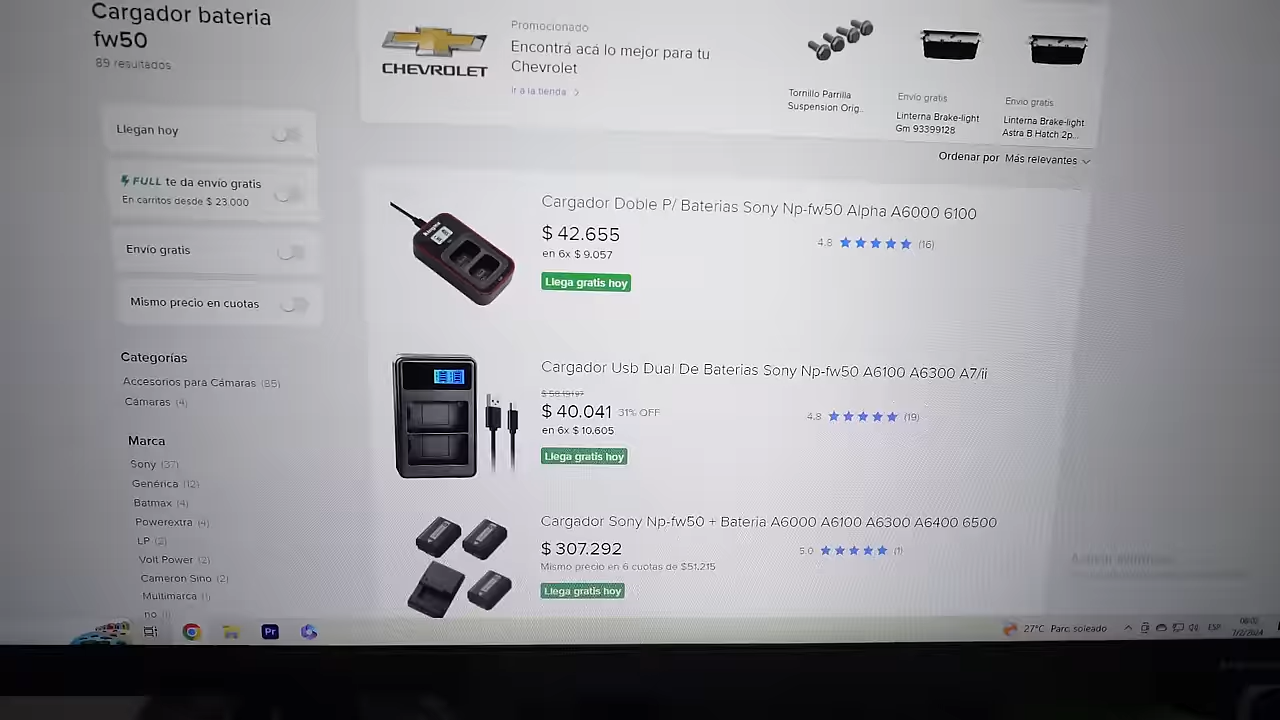 Cargador bateria
fw50
89 resultados
Llegan hoy
FULL te da envío gratis
En carritos desde $ 23.000
Envío gratis
Mismo precio en cuotas
Categorías
Accesorios para Cámaras (85)
Cámaras (4)
Marca
Sony (37)
Genérica (12)
Batmax (4)
Powerextra (4)
LP (2)
Volt Power (2)
Cameron Sino (2)
Multimarca (1)
no (1)
CHEVROLET
Promocionado
Encontrá acá lo mejor para tu
Chevrolet
Ir a la tienda
Tornillo Parrilla
Suspension Orig..
Envío gratis
Linterna Brake-light
Gm 93399128
Envío gratis
Linterna Brake-light
Astra B Hatch 2p...
Ordenar por Más relevantes
Cargador Doble P/ Baterias Sony Np-fw50 Alpha A6000 6100
$ 42.655
4.8 (16)
en 6x $ 9.057
Llega gratis hoy
Cargador Usb Dual De Baterias Sony Np-fw50 A6100 A6300 A7/ii
$ 40.041 31% OFF
4.8 (19)
en 6x $ 10.605
Llega gratis hoy
Cargador Sony Np-fw50 + Bateria A6000 A6100 A6300 A6400 6500
$ 307.292
5.0 (1)
Mismo precio en 6 cuotas de $51.215
Llega gratis hoy
Pr
27°C Parc. soleado
ESP
7/2/2024